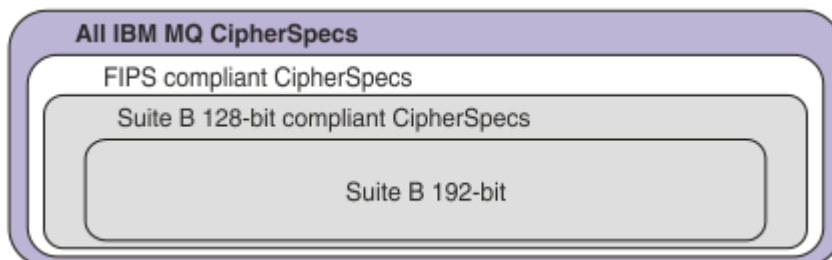 All IBM MQ CipherSpecs
FIPS compliant CipherSpecs
Suite B 128-bit compliant CipherSpecs
Suite B 192-bit